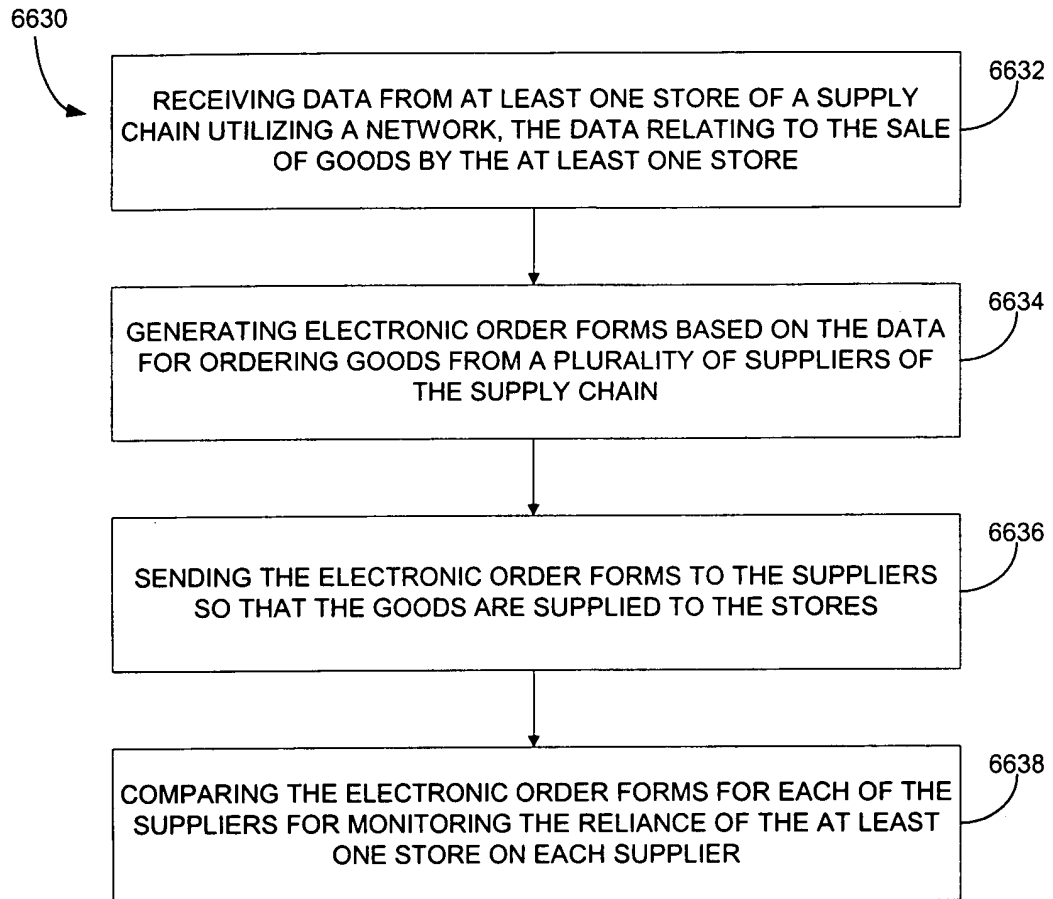 6630
6632
RECEIVING DATA FROM AT LEAST ONE STORE OF A SUPPLY
CHAIN UTILIZING A NETWORK, THE DATA RELATING TO THE SALE
OF GOODS BY THE AT LEAST ONE STORE
6634
GENERATING ELECTRONIC ORDER FORMS BASED ON THE DATA
FOR ORDERING GOODS FROM A PLURALITY OF SUPPLIERS OF
THE SUPPLY CHAIN
6636
SENDING THE ELECTRONIC ORDER FORMS TO THE SUPPLIERS
SO THAT THE GOODS ARE SUPPLIED TO THE STORES
6638
COMPARING THE ELECTRONIC ORDER FORMS FOR EACH OF THE
SUPPLIERS FOR MONITORING THE RELIANCE OF THE AT LEAST
ONE STORE ON EACH SUPPLIER